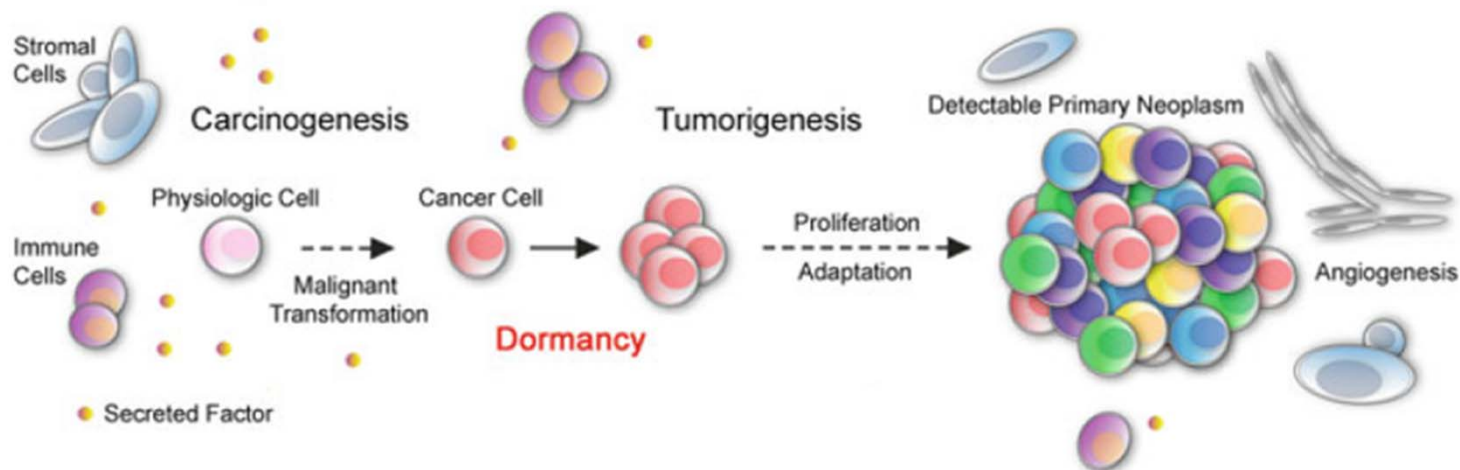 Stromal
Cells
Carcinogenesis
Tumorigenesis
Detectable Primary Neoplasm
Physiologic Cell
Cancer Cell
Immune
Cells
Malignant
Transformation
Proliferation
Adaptation
Angiogenesis
Dormancy
Secreted Factor